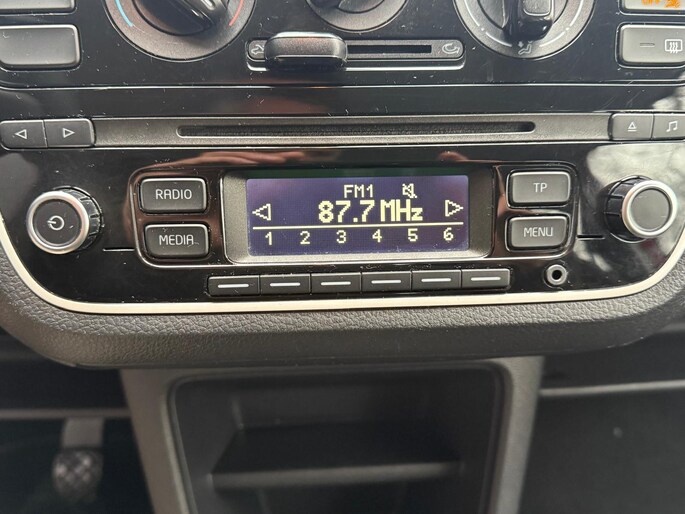 RADIO
MEDIA
FM1
87.7 MHz
1 2 3 4 5 6
TP
MENU